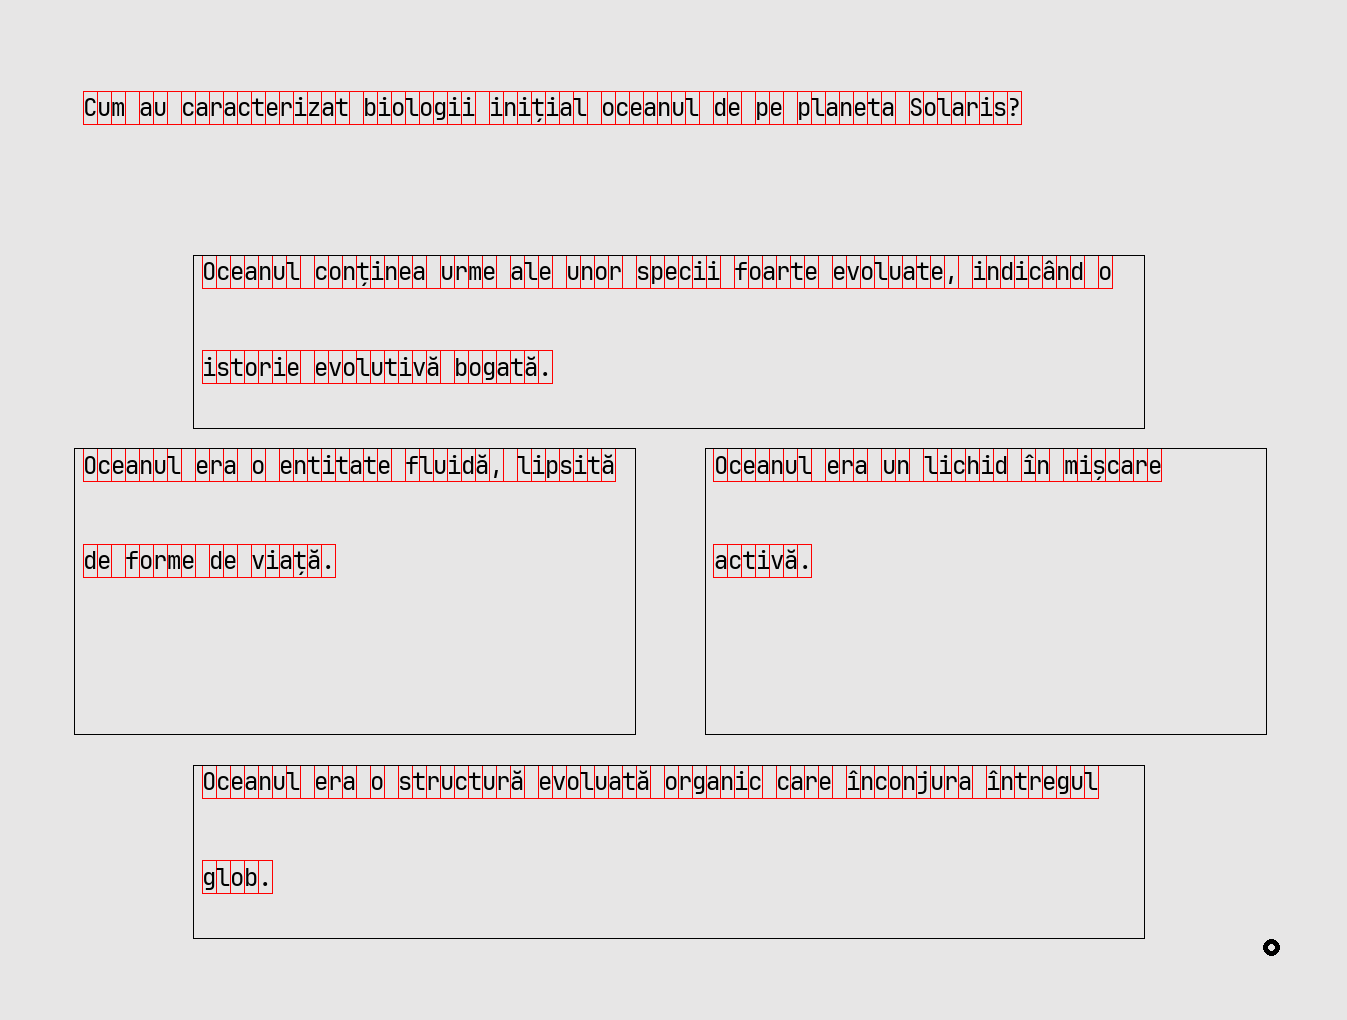 Cum au caracterizat biologii inițial oceanul de pe planeta Solaris?
Oceanul conținea urme ale unor specii foarte evoluate, indicând o
istorie evolutivă bogată.
Oceanul era o entitate fluidă, lipsită
de forme de viață.
Oceanul era un lichid în mișcare
activă.
Oceanul era o structură evoluată organic care înconjura întregul
glob.